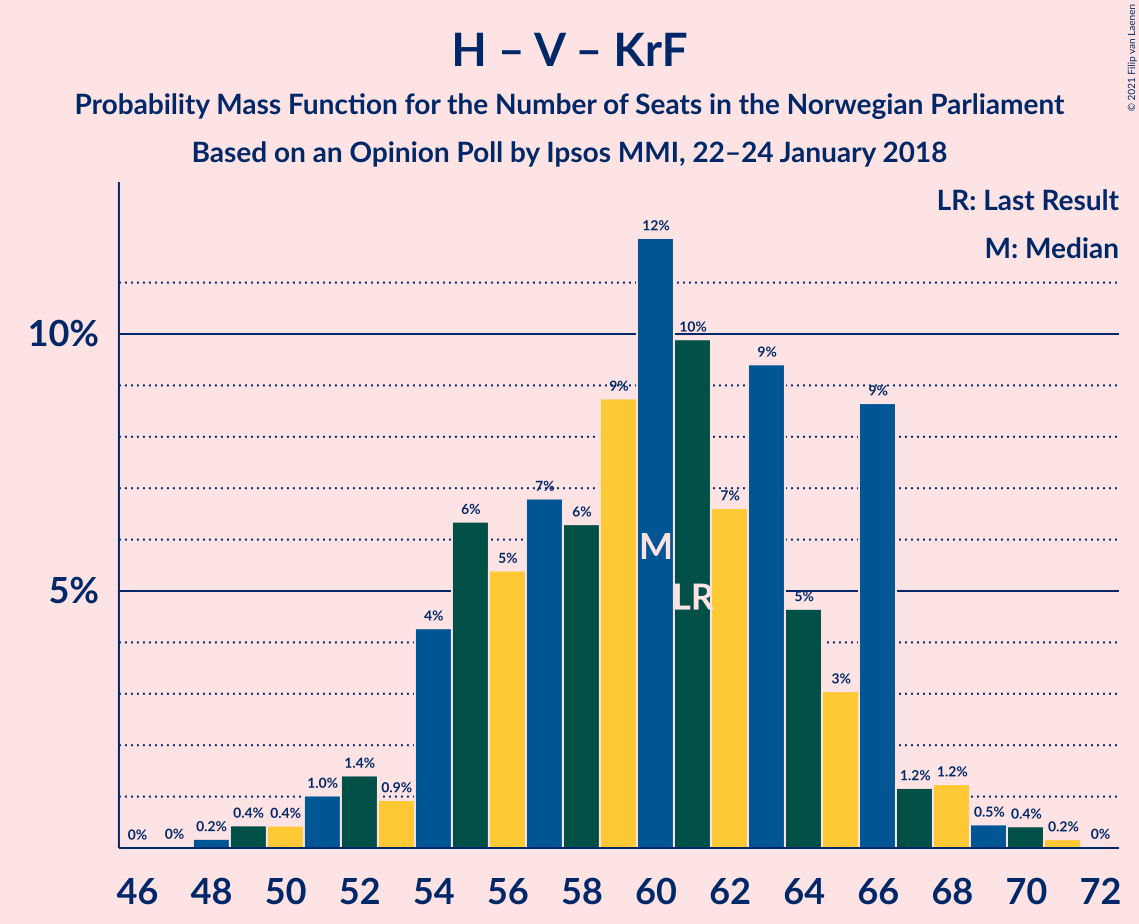 H – V – KrF
Probability Mass Function for the Number of Seats in the Norwegian Parliament
Based on an Opinion Poll by Ipsos MMI, 22–24 January 2018
© 2021 Filip van Laenen
LR: Last Result
M: Median
10%
5%
0% 0% 0.2% 0.4% 0.4% 1.0% 1.4% 0.9% 4% 6% 5% 7% 6% 9% 12% 10% 7% 9% 5% 3% 9% 1.2% 1.2% 0.5% 0.4% 0.2% 0%
M
LR
46 48 50 52 54 56 58 60 62 64 66 68 70 72